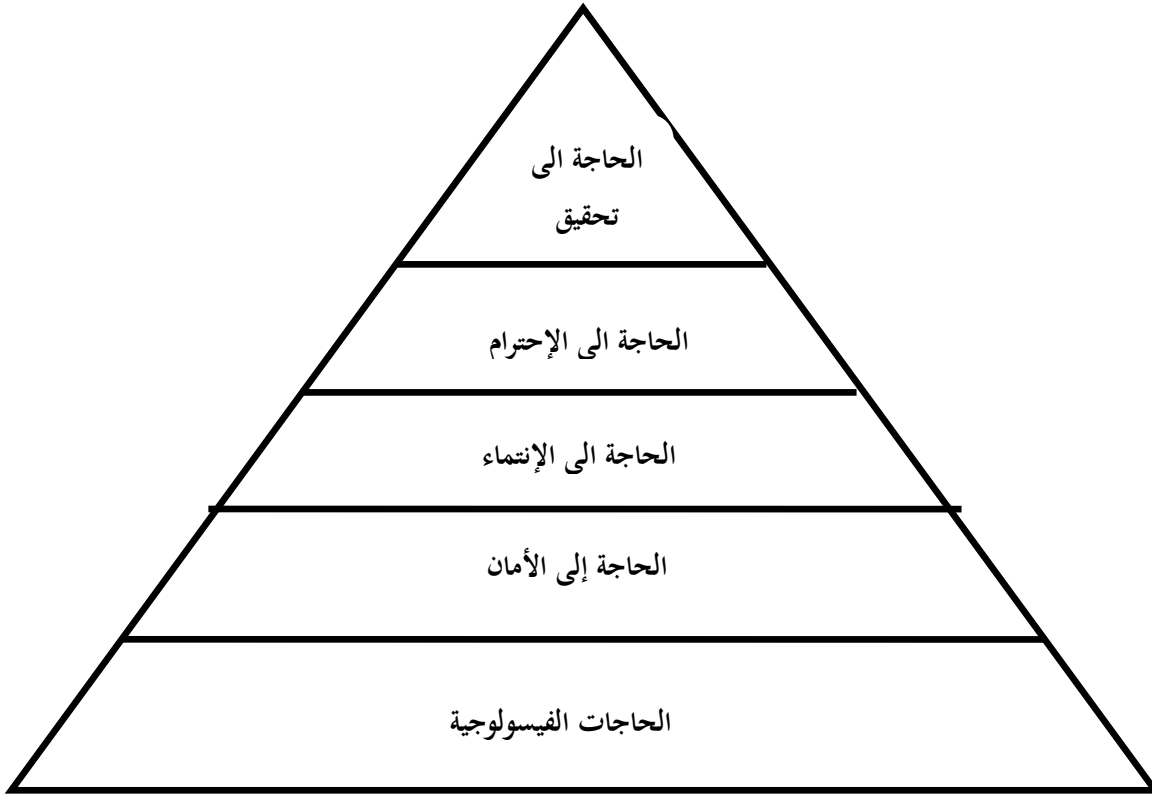 الحاجة الى
تحقيق
الحاجة الى الإحترام
الحاجة الى الإنتماء
الحاجة إلى الأمان
الحاجات الفيسولوجية